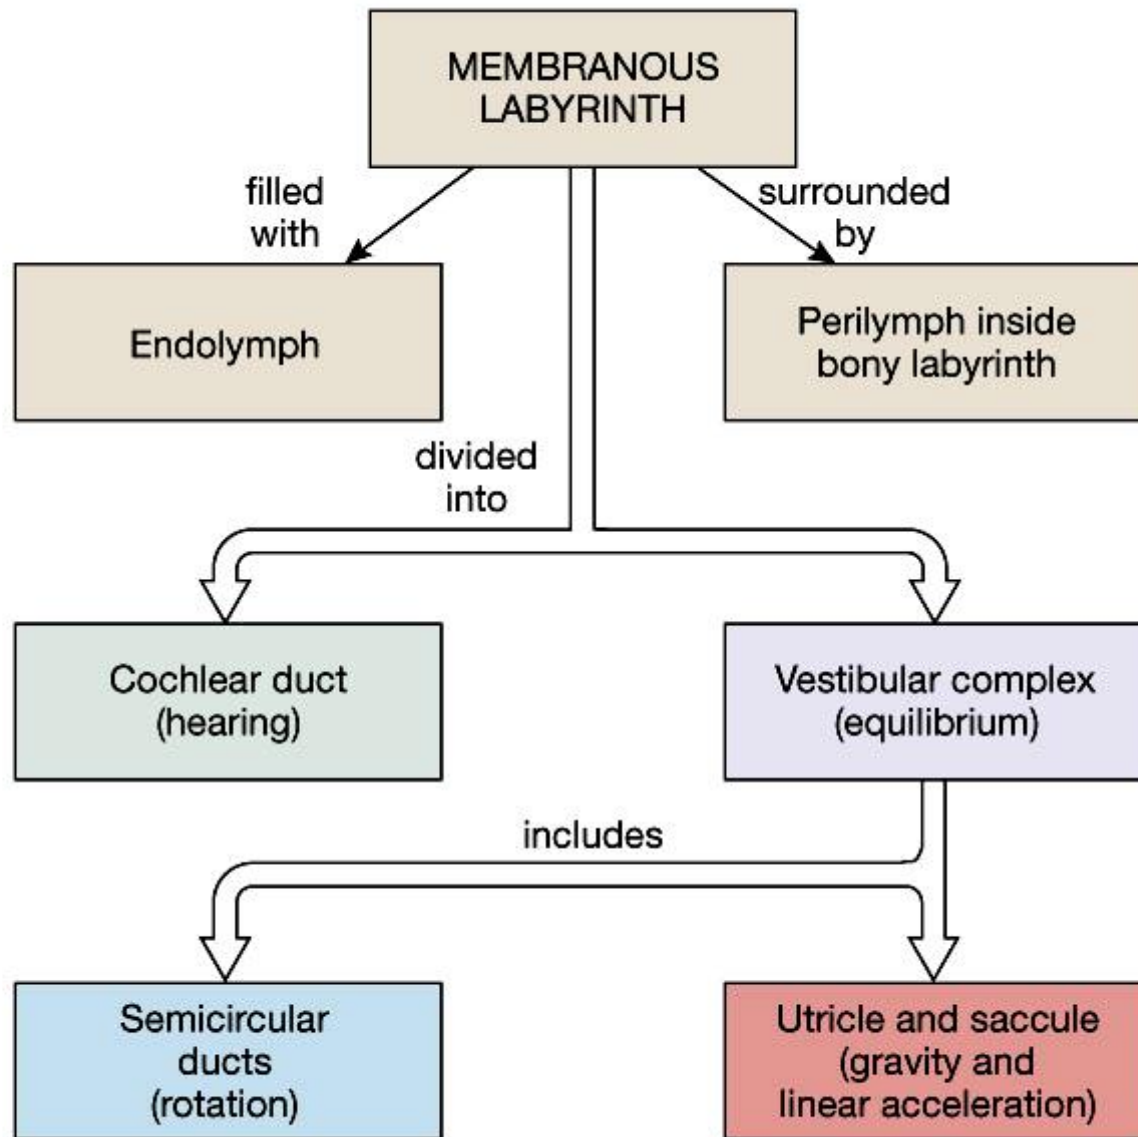 MEMBRANOUS
LABYRINTH
filled
with
surrounded
by
Endolymph
Perilymph inside
bony labyrinth
divided
into
Cochlear duct
(hearing)
Vestibular complex
(equilibrium)
includes
Semicircular
ducts
(rotation)
Utricle and saccule
(gravity and
linear acceleration)